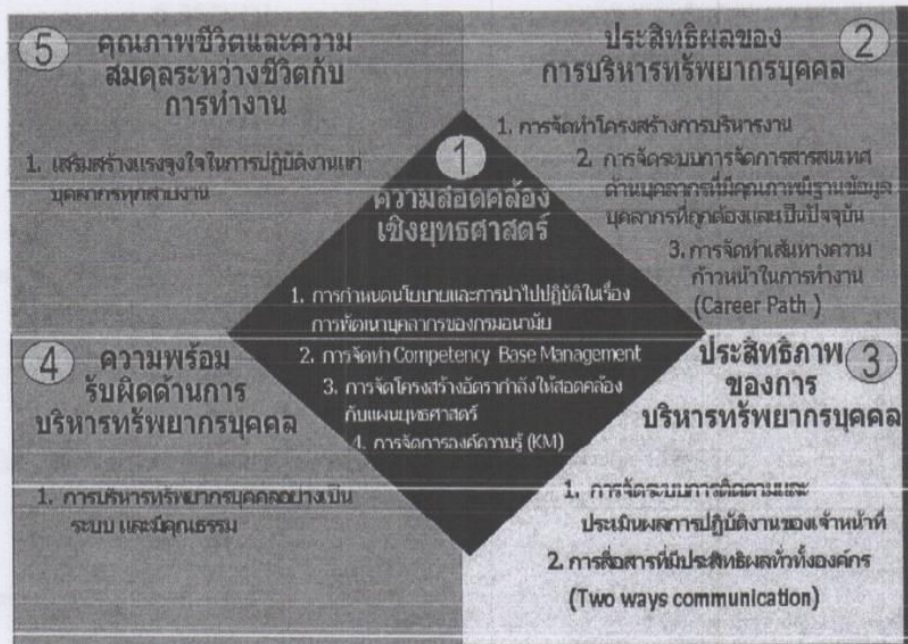 1
ความสอดคล้อง
เชิงยุทธศาสตร์
1. การกำหนดนโยบายและการนำไปปฏิบัติในเรื่อง
การพัฒนาบุคลากรของกรมอนามัย
2. การจัดทำ Competency Base Management
3. การจัดโครงสร้างอัตรากำลังให้สอดคล้อง
กับแผนยุทธศาสตร์
4. การจัดการองค์ความรู้ (KM)
2
ประสิทธิผลของ
การบริหารทรัพยากรบุคคล
1. การจัดทำโครงสร้างการบริหารงาน
2. การจัดระบบการจัดการสารสนเทศ
ด้านบุคลากรที่มีคุณภาพมีฐานข้อมูล
บุคลากรที่ถูกต้องและเป็นปัจจุบัน
3. การจัดทำเส้นทางความ
ก้าวหน้าในการทำงาน
(Career Path )
3
ประสิทธิภาพ
ของการ
บริหารทรัพยากรบุคคล
1. การจัดระบบการติดตามและ
ประเมินผลการปฏิบัติงานของเจ้าหน้าที่
2. การสื่อสารที่มีประสิทธิผลทั่วทั้งองค์กร
(Two ways communication)
4
ความพร้อม
รับผิดด้านการ
บริหารทรัพยากรบุคคล
1. การบริหารทรัพยากรบุคคลอย่างเป็น
ระบบ และมีคุณธรรม
5
คุณภาพชีวิตและความ
สมดุลระหว่างชีวิตกับ
การทำงาน
1. เสริมสร้างแรงจูงใจในการปฏิบัติงานแก่
บุคลากรทุกสายงาน